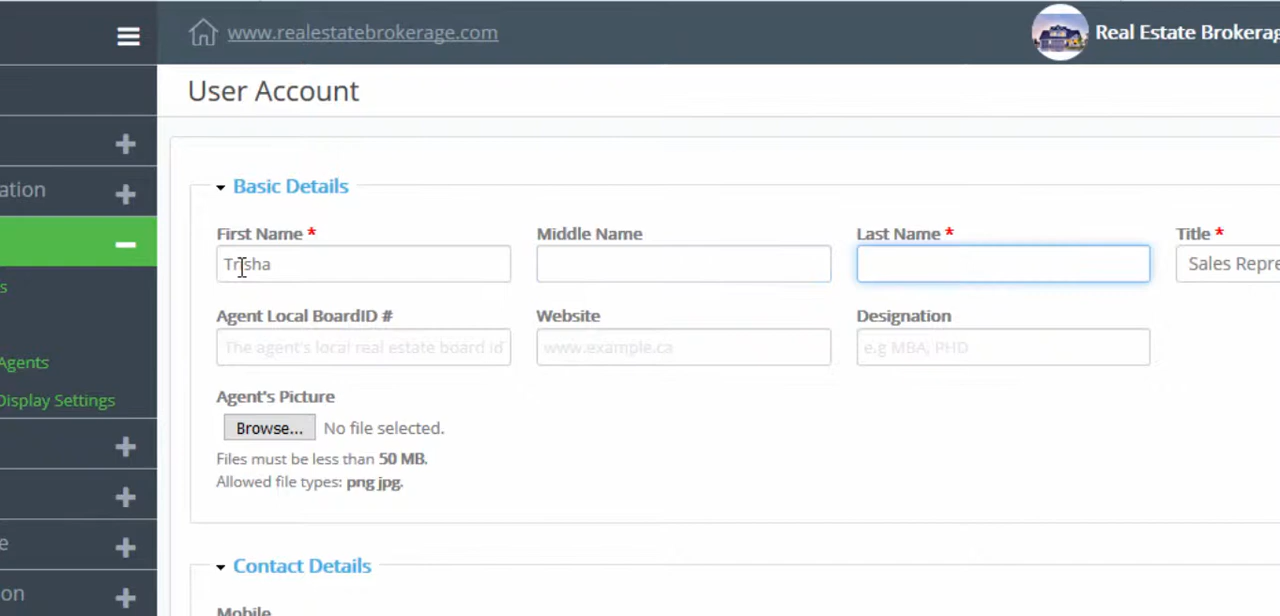 www.realestatebrokerage.com
Real Estate Brokerag
User Account
ation
s
Agents
Display Settings
e
on
Basic Details
First Name *
Middle Name
Last Name *
Title *
Trisha
Sales Repre
Agent Local BoardID #
Website
Designation
The agent's local real estate board id
www.example.ca
e.g MBA, PHD
Agent's Picture
Browse... No file selected.
Files must be less than 50 MB.
Allowed file types: png jpg.
Contact Details
Mobile